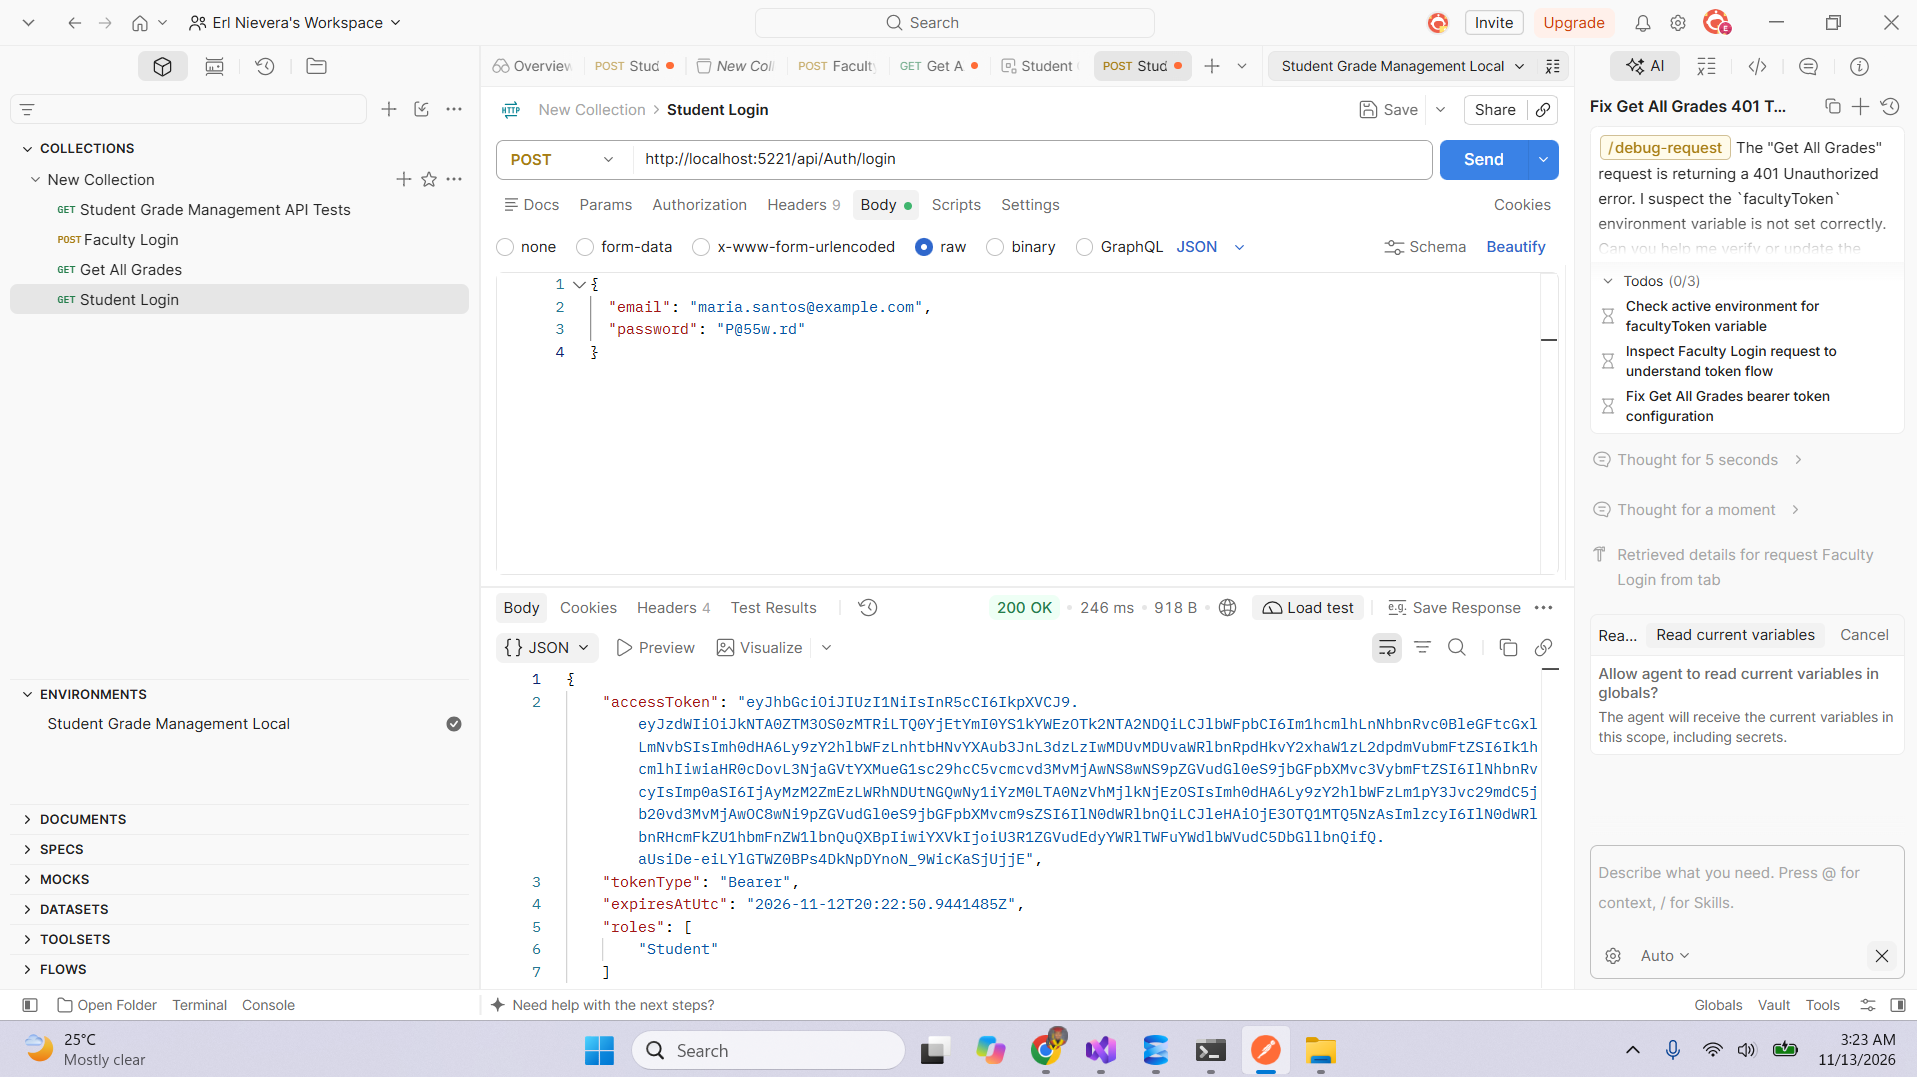 Erl Nievera's Workspace
Search
Invite
Upgrade
COLLECTIONS
New Collection
GET Student Grade Management API Tests
POST Faculty Login
GET Get All Grades
GET Student Login
ENVIRONMENTS
Student Grade Management Local
DOCUMENTS
SPECS
MOCKS
DATASETS
TOOLSETS
FLOWS
Overview
POST Stud
New Coll
POST Facult
GET Get A
Student
POST Stud
Student Grade Management Local
HTTP New Collection > Student Login
Save
Share
POST
http://localhost:5221/api/Auth/login
Send
Docs
Params
Authorization
Headers 9
Body
Scripts
Settings
Cookies
none
form-data
x-www-form-urlencoded
raw
binary
GraphQL
JSON
Schema
Beautify
1 {
2 "email": "maria.santos@example.com",
3 "password": "P@55w.rd"
4 }
Body
Cookies
Headers 4
Test Results
200 OK
246 ms
918 B
Load test
e.g. Save Response
{} JSON
Preview
Visualize
1 {
2 "accessToken": "eyJhbGciOiJIUzI1NiIsInR5cCI6IkpXVCJ9.
"tokenType": "Bearer",
3
4 "expiresAtUtc": "2026-11-12T20:22:50.9441485Z",
5 "roles": [
6 "Student"
7 ]
AI
Fix Get All Grades 401 T...
/debug-request The "Get All Grades"
request is returning a 401 Unauthorized
error. I suspect the `facultyToken`
environment variable is not set correctly.
Can you help me verify or update the
Todos (0/3)
Check active environment for
facultyToken variable
Inspect Faculty Login request to
understand token flow
Fix Get All Grades bearer token
configuration
Thought for 5 seconds
Thought for a moment
Retrieved details for request Faculty
Login from tab
Rea...
Read current variables
Cancel
Allow agent to read current variables in
globals?
The agent will receive the current variables in
this scope, including secrets.
Describe what you need. Press @ for
context, / for Skills.
Auto
Open Folder
Terminal
Console
Need help with the next steps?
Globals
Vault
Tools
25°C
Mostly clear
Search
3:23 AM
11/13/2026